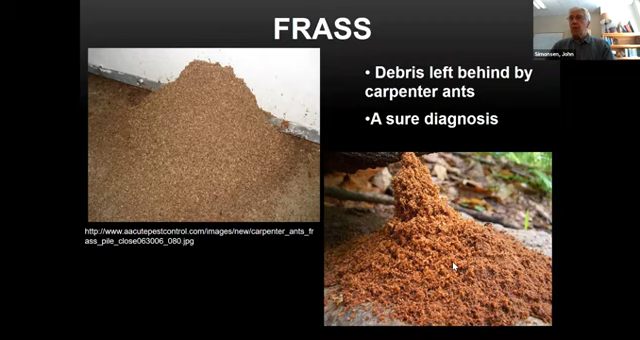 FRASS
Simonsen, John
• Debris left behind by
carpenter ants
•A sure diagnosis
http://www.aacutepestcontrol.com/images/new/carpenter_ants_fr
ass_pile_close063006_080.jpg